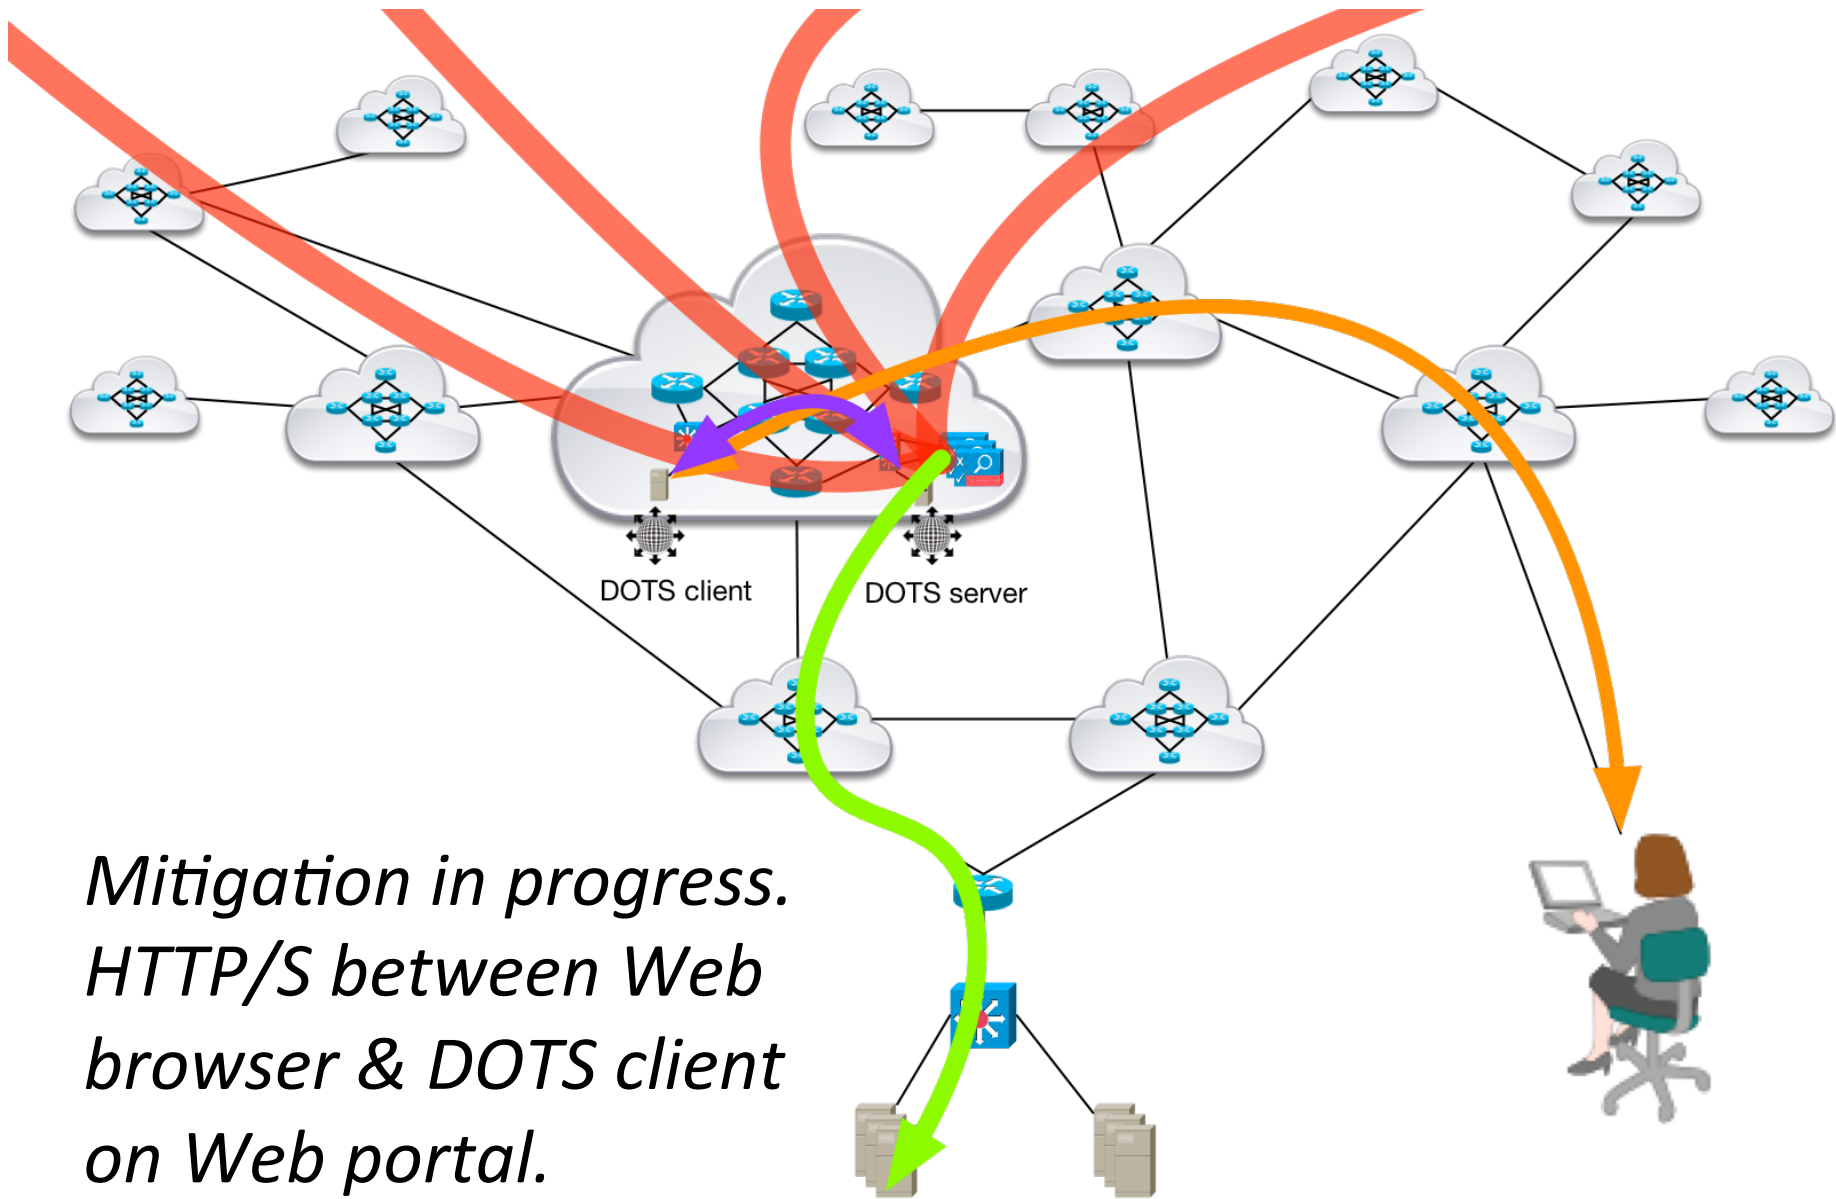 DOTS client
DOTS server
Mitigation in progress.
HTTP/S between Web
browser & DOTS client
on Web portal.